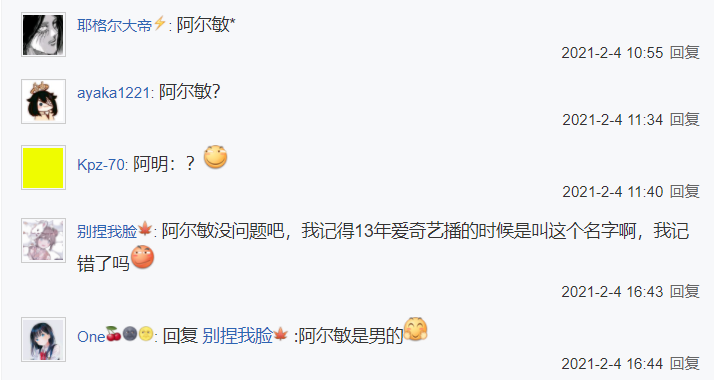 耶格尔大帝: 阿尔敏*
2021-2-4 10:55 回复
ayaka1221: 阿尔敏?
2021-2-4 11:34 回复
Kpz-70: 阿明：？
2021-2-4 11:40 回复
别捏我脸: 阿尔敏没问题吧，我记得13年爱奇艺播的时候是叫这个名字啊，我记
错了吗
2021-2-4 16:43 回复
One: 回复 别捏我脸 :阿尔敏是男的
2021-2-4 16:44 回复